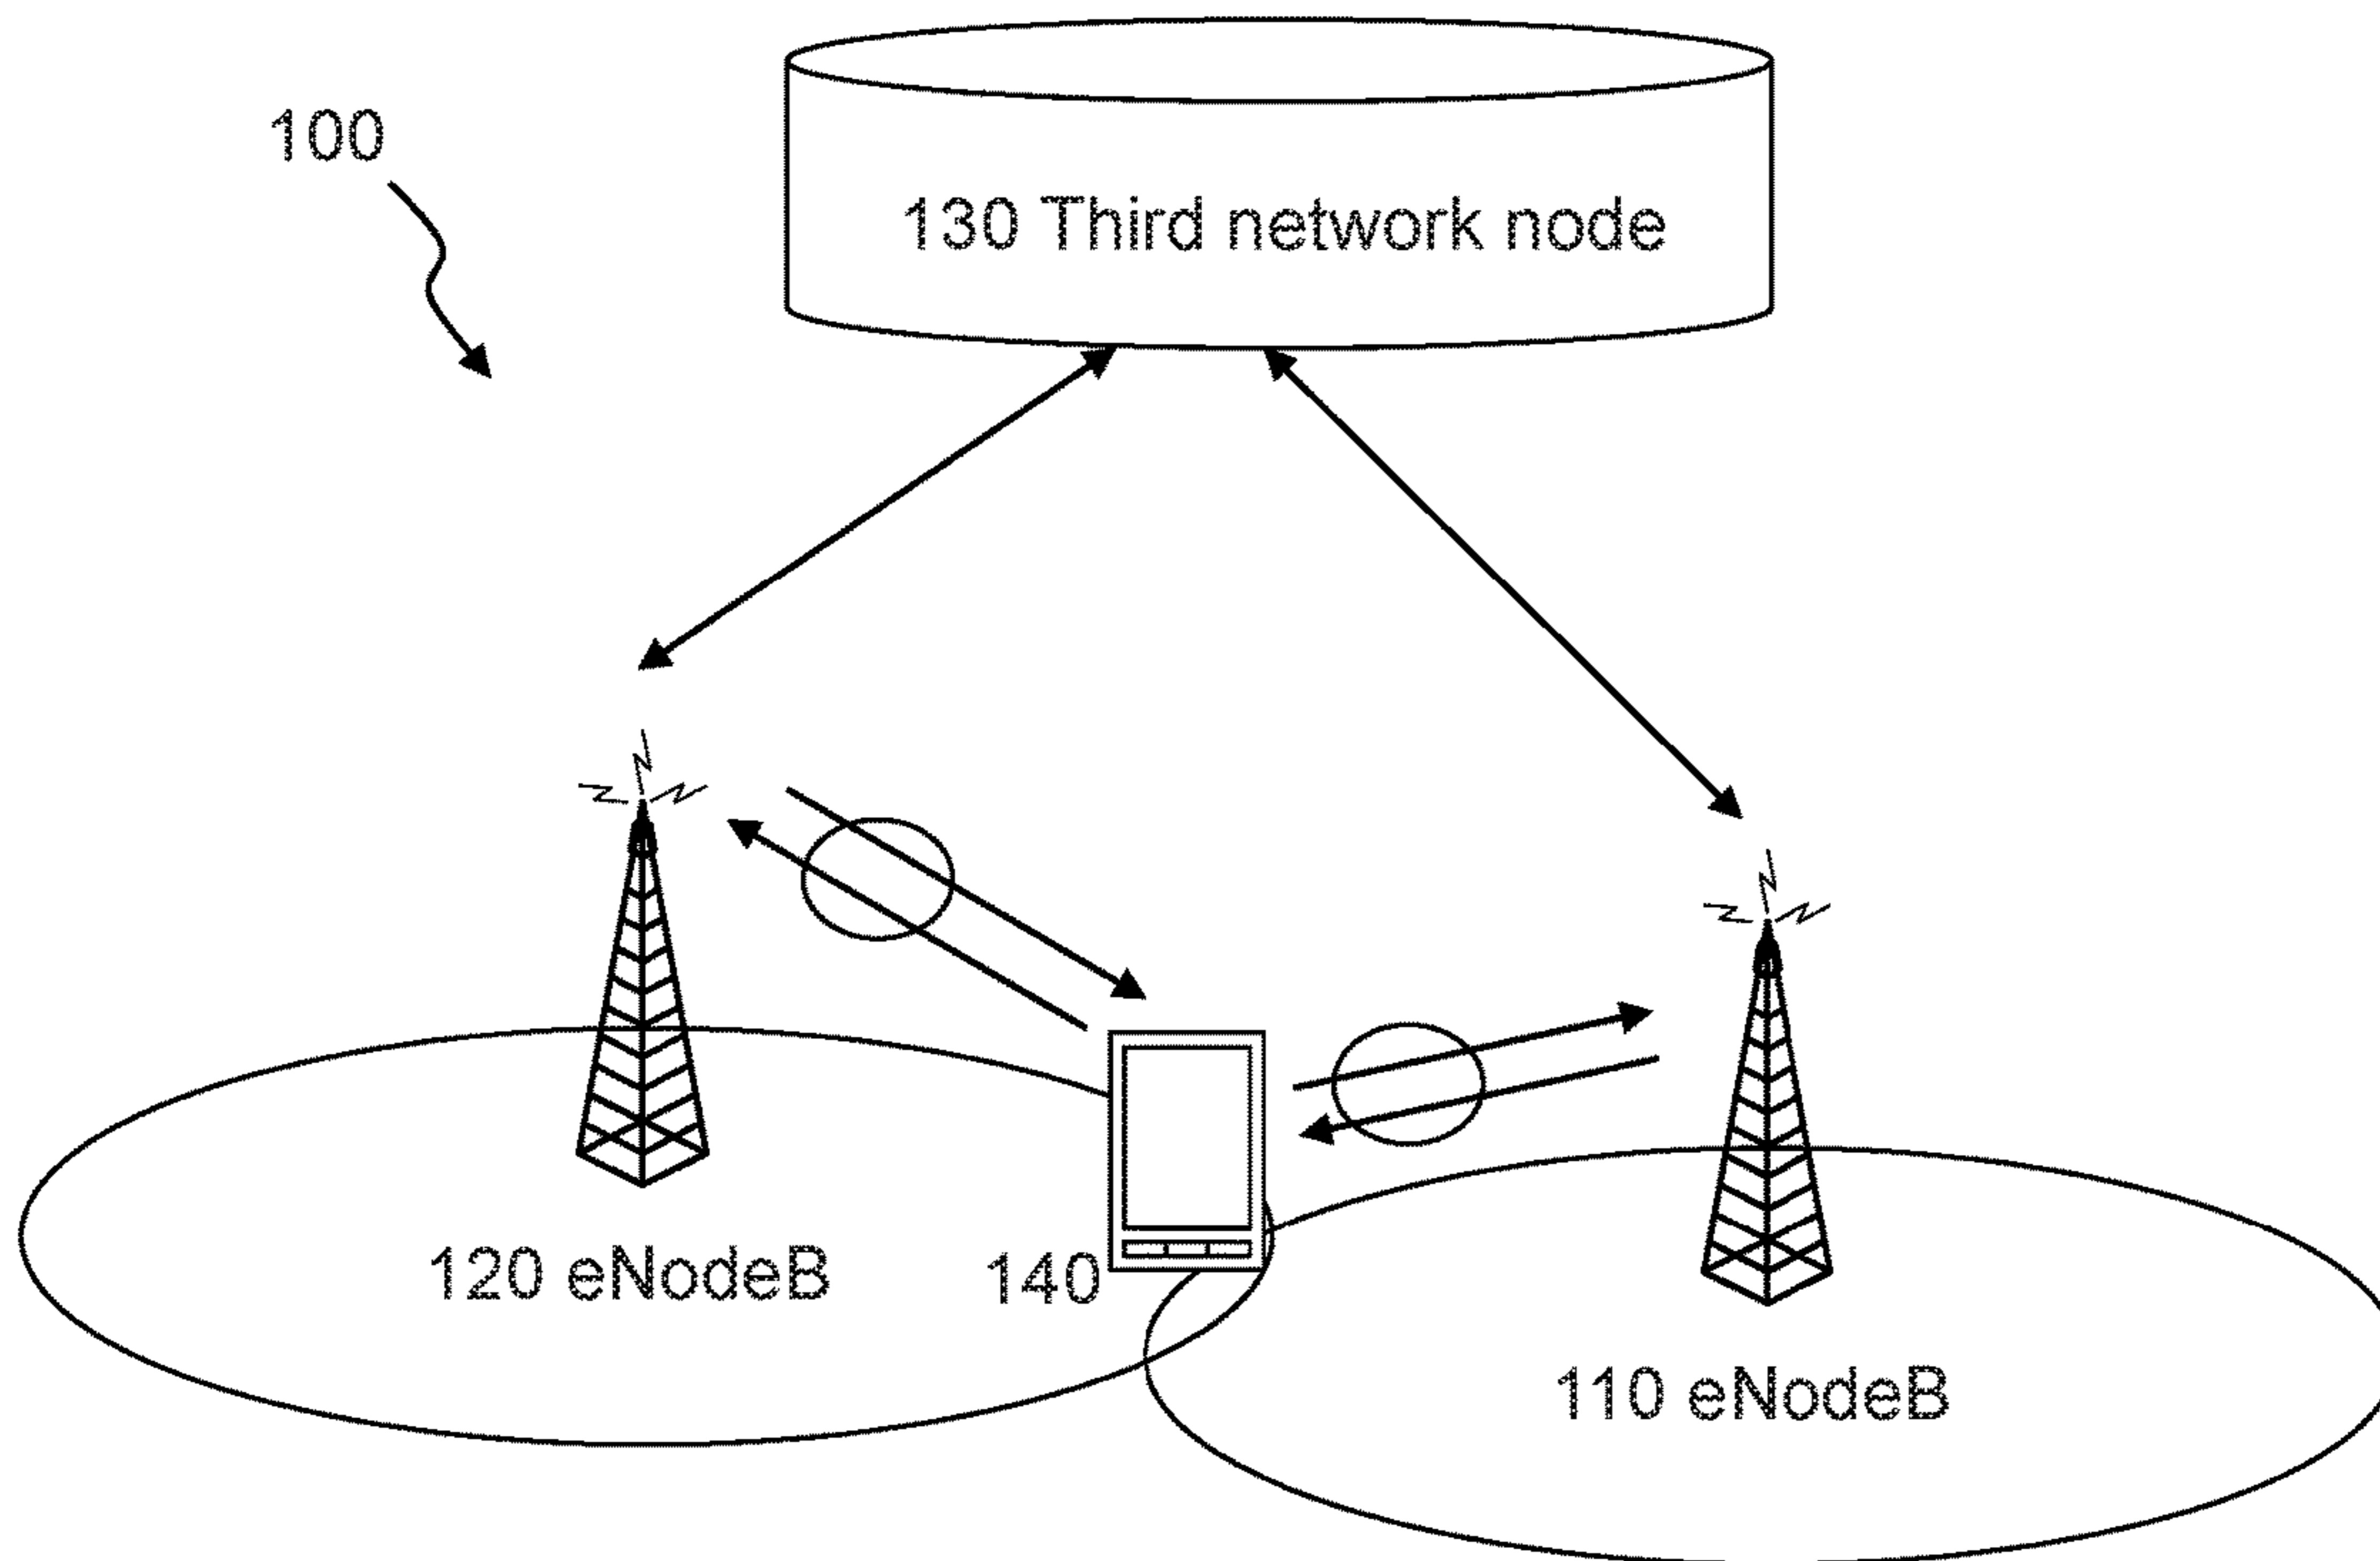 100
130 Third network node
120 eNodeB
140
110 eNodeB